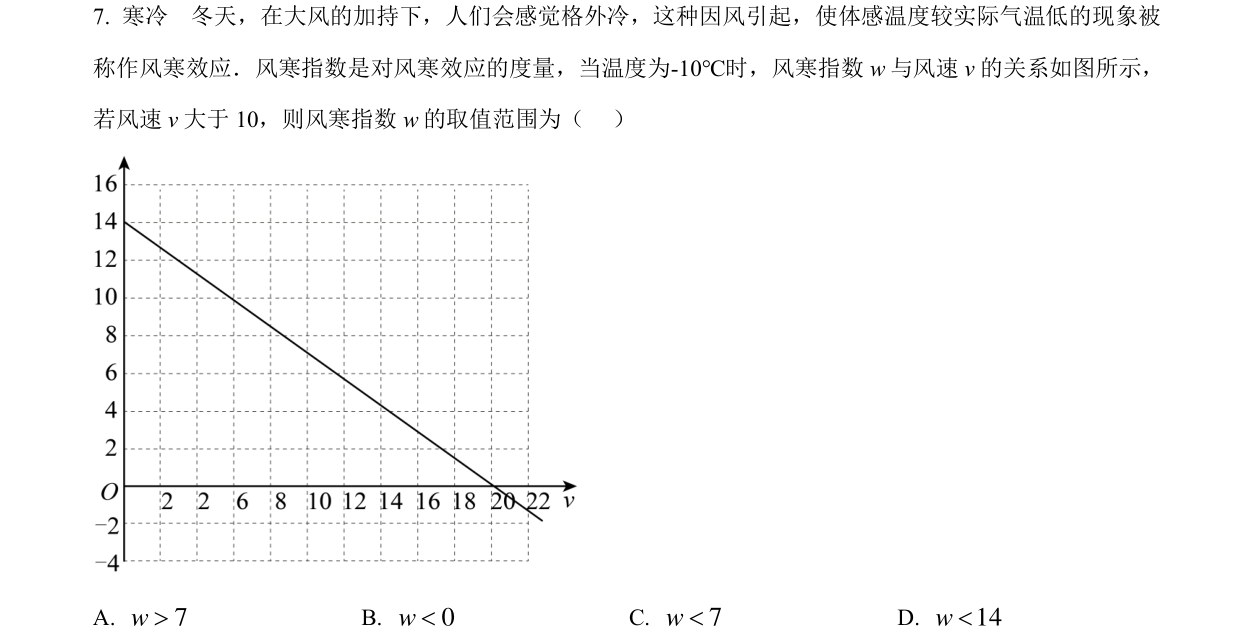 7. 寒冷　冬天，在大风的加持下，人们会感觉格外冷，这种因风引起，使体感温度较实际气温低的现象被
称作风寒效应．风寒指数是对风寒效应的度量，当温度为-10℃时，风寒指数 w 与风速 v 的关系如图所示，
若风速 v 大于 10，则风寒指数 w 的取值范围为（　）
16
14
12
10
8
6
4
2
O 2 2 6 8 10 12 14 16 18 20 22 v
−2
−4
A. w > 7 B. w < 0 C. w < 7 D. w < 14